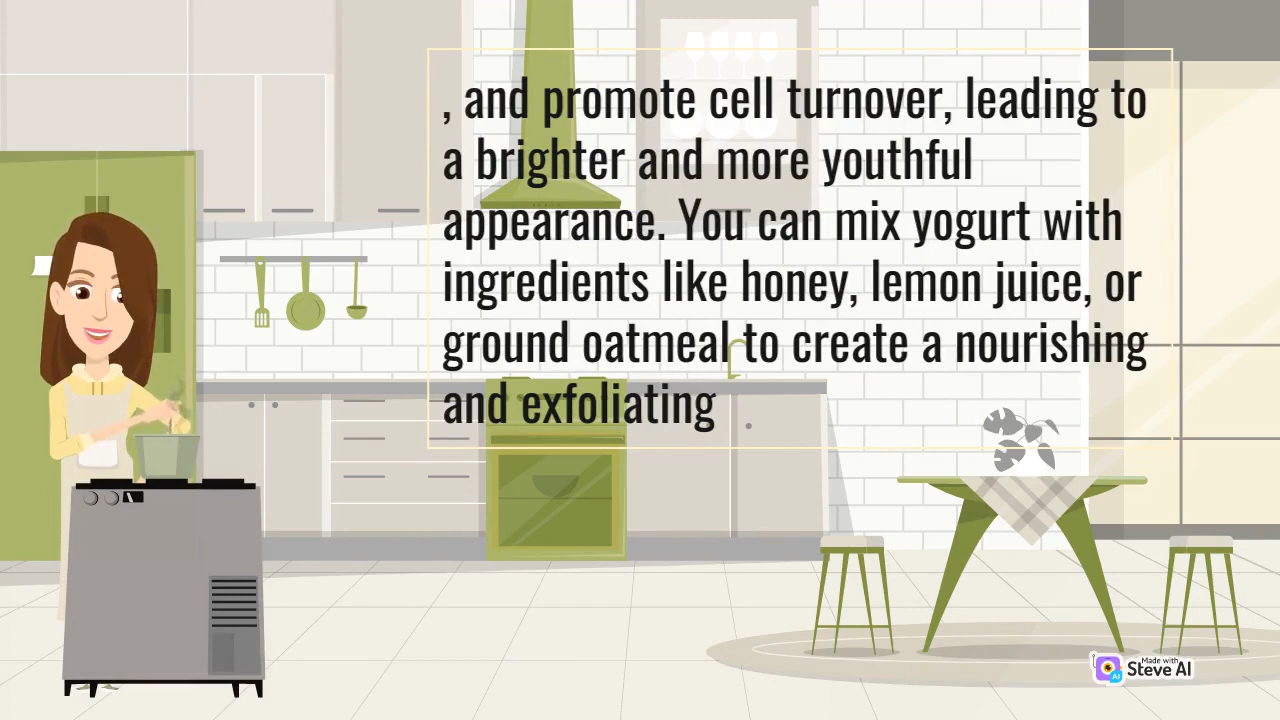 , and promote cell turnover, leading to
a brighter and more youthful
appearance. You can mix yogurt with
ingredients like honey, lemon juice, or
ground oatmeal to create a nourishing
and exfoliating
Made with
AI Steve AI